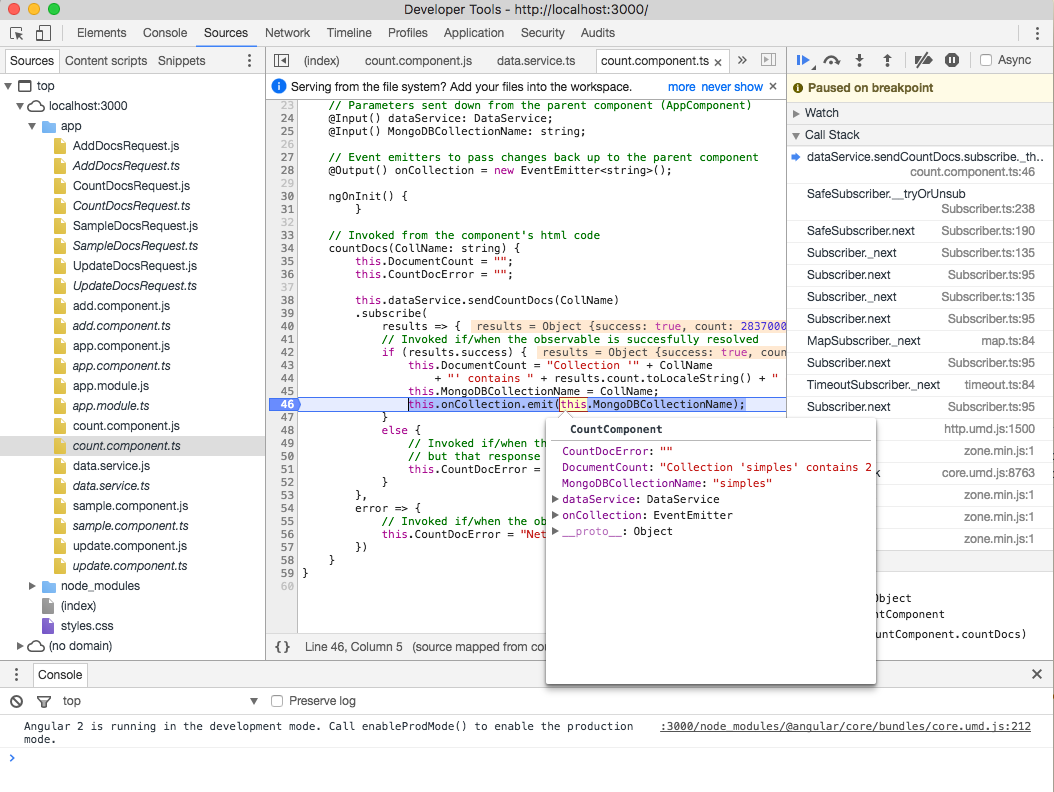 Developer Tools - http://localhost:3000/
Elements Console Sources Network Timeline Profiles Application Security Audits
Sources Content scripts Snippets
top
localhost:3000
app
AddDocsRequest.js
AddDocsRequest.ts
CountDocsRequest.js
CountDocsRequest.ts
SampleDocsRequest.js
SampleDocsRequest.ts
UpdateDocsRequest.js
UpdateDocsRequest.ts
add.component.js
add.component.ts
app.component.js
app.component.ts
app.module.js
app.module.ts
count.component.js
count.component.ts
data.service.js
data.service.ts
sample.component.js
sample.component.ts
update.component.js
update.component.ts
node_modules
(index)
styles.css
(no domain)
(index) count.component.js data.service.ts count.component.ts × »
Serving from the file system? Add your files into the workspace. more never show ×
23 // Parameters sent down from the parent component (AppComponent)
24 @Input() dataService: DataService;
25 @Input() MongoDBCollectionName: string;
26
27 // Event emitters to pass changes back up to the parent component
28 @Output() onCollection = new EventEmitter<string>();
29
30 ngOnInit() {
31 }
32
33 // Invoked from the component's html code
34 countDocs(CollName: string) {
35 this.DocumentCount = "";
36 this.CountDocError = "";
37
38 this.dataService.sendCountDocs(CollName)
39 .subscribe(
40 results => { results = Object {success: true, count: 2837000
41 // Invoked if/when the observable is succesfully resolved
42 if (results.success) { results = Object {success: true, coun
43 this.DocumentCount = "Collection '" + CollName
44 + "' contains " + results.count.toLocaleString() + "
45 this.MongoDBCollectionName = CollName;
46 this.onCollection.emit(this.MongoDBCollectionName);
47 }
48 else {
49 // Invoked if/when th
50 // but that response
51 this.CountDocError =
52 }
53 },
54 error => {
55 // Invoked if/when the ob
56 this.CountDocError = "Net
57 })
58 }
59 }
60
CountComponent
CountDocError: ""
DocumentCount: "Collection 'simples' contains 2
MongoDBCollectionName: "simples"
dataService: DataService
onCollection: EventEmitter
__proto__: Object
{} Line 46, Column 5 (source mapped from cou
Async
Paused on breakpoint
Watch
Call Stack
dataService.sendCountDocs.subscribe._th..
count.component.ts:46
SafeSubscriber.__tryOrUnsub
Subscriber.ts:238
SafeSubscriber.next Subscriber.ts:190
Subscriber._next Subscriber.ts:135
Subscriber.next Subscriber.ts:95
Subscriber._next Subscriber.ts:135
Subscriber.next Subscriber.ts:95
MapSubscriber._next map.ts:84
Subscriber.next Subscriber.ts:95
TimeoutSubscriber._next timeout.ts:84
Subscriber.next Subscriber.ts:95
http.umd.js:1500
zone.min.js:1
k core.umd.js:8763
zone.min.js:1
zone.min.js:1
zone.min.js:1
Object
ntComponent
untComponent.countDocs)
Console
top Preserve log
Angular 2 is running in the development mode. Call enableProdMode() to enable the production :3000/node_modules/@angular/core/bundles/core.umd.js:212
mode.